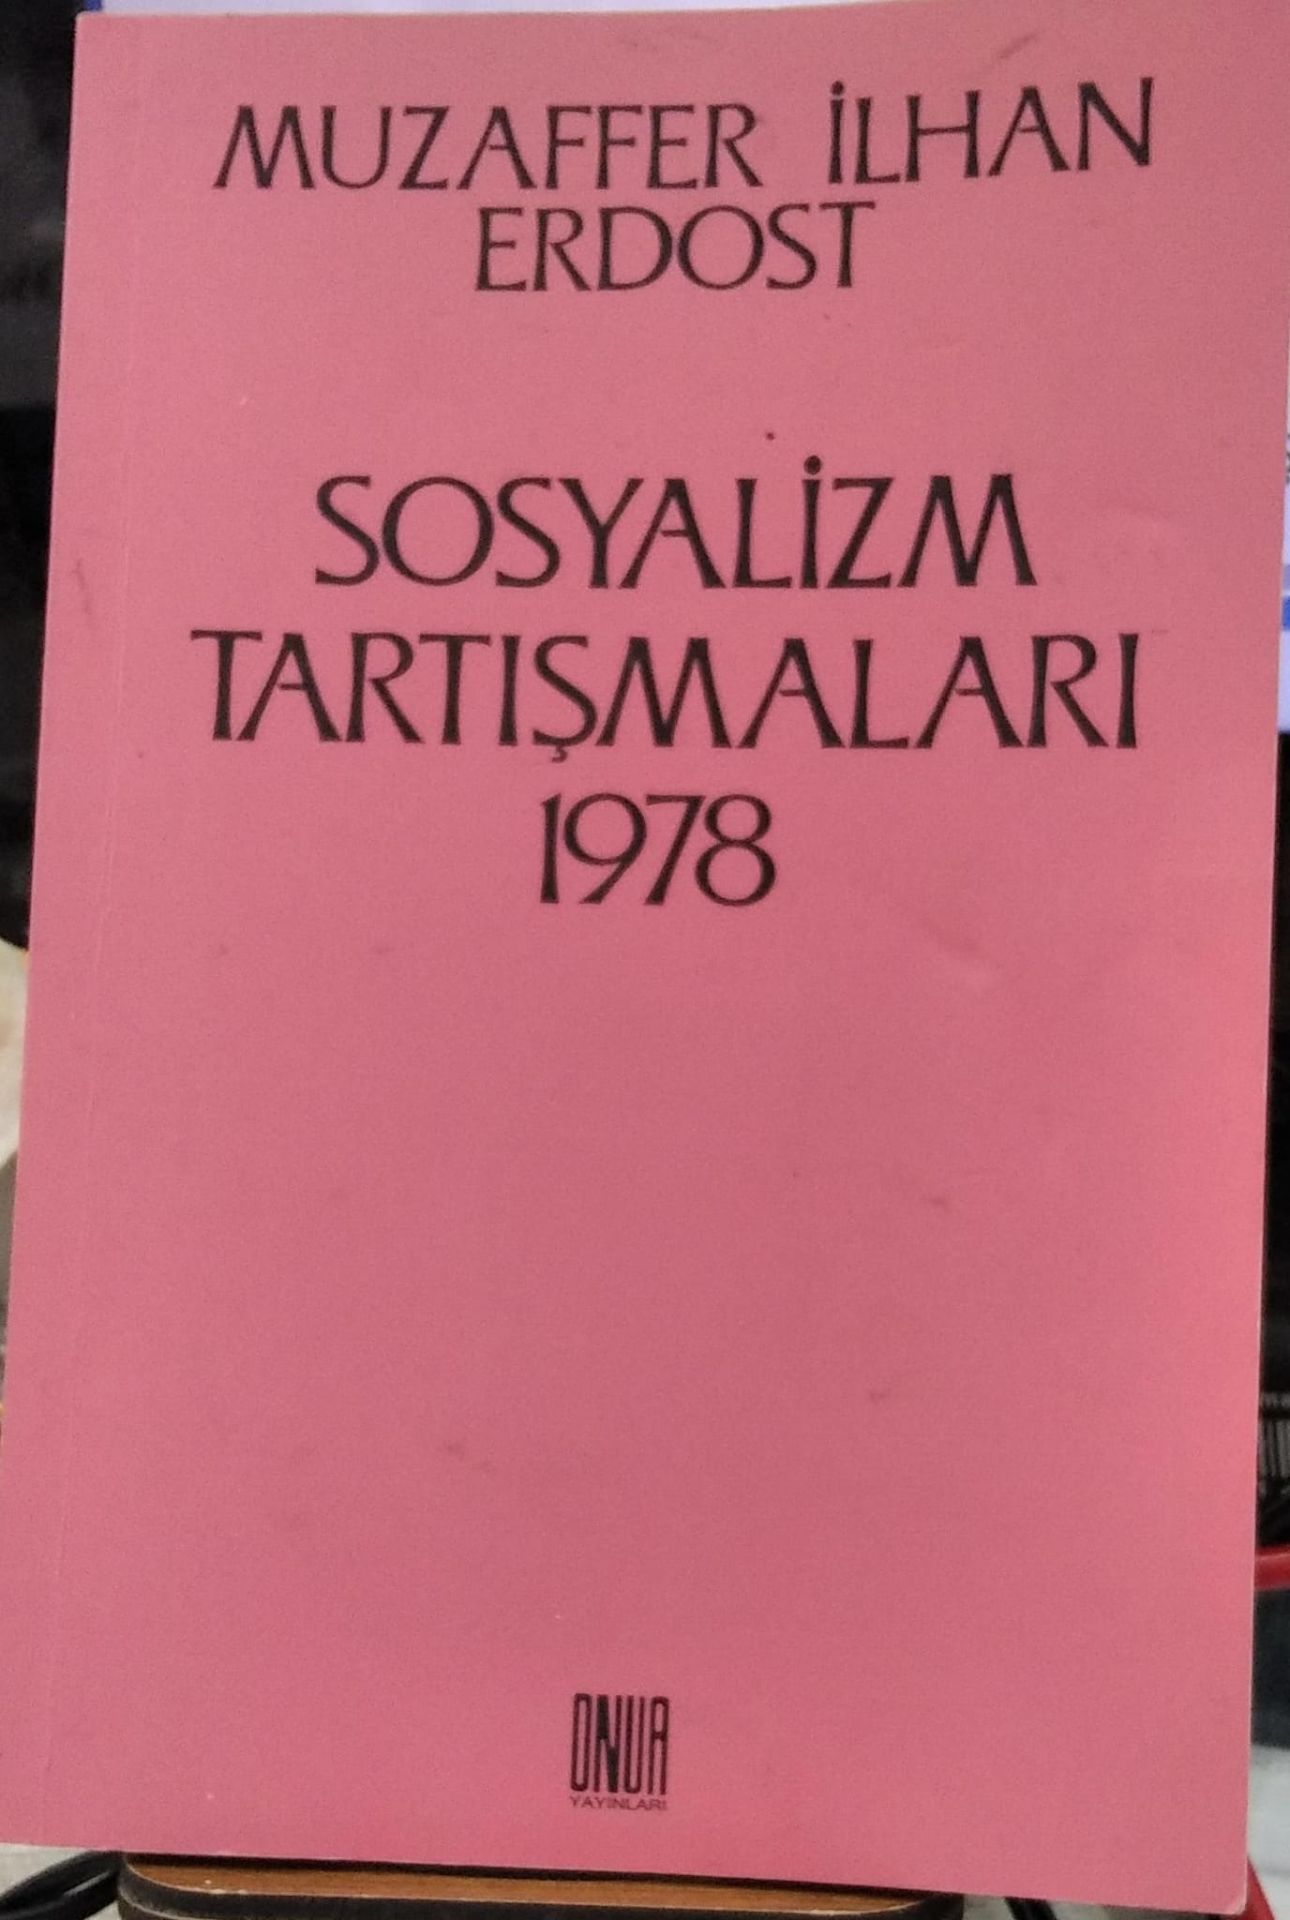 MUZAFFER İLHAN
ERDOST
SOSYALİZM
TARTIŞMALARI
1978
ONUR
YAYINLARI